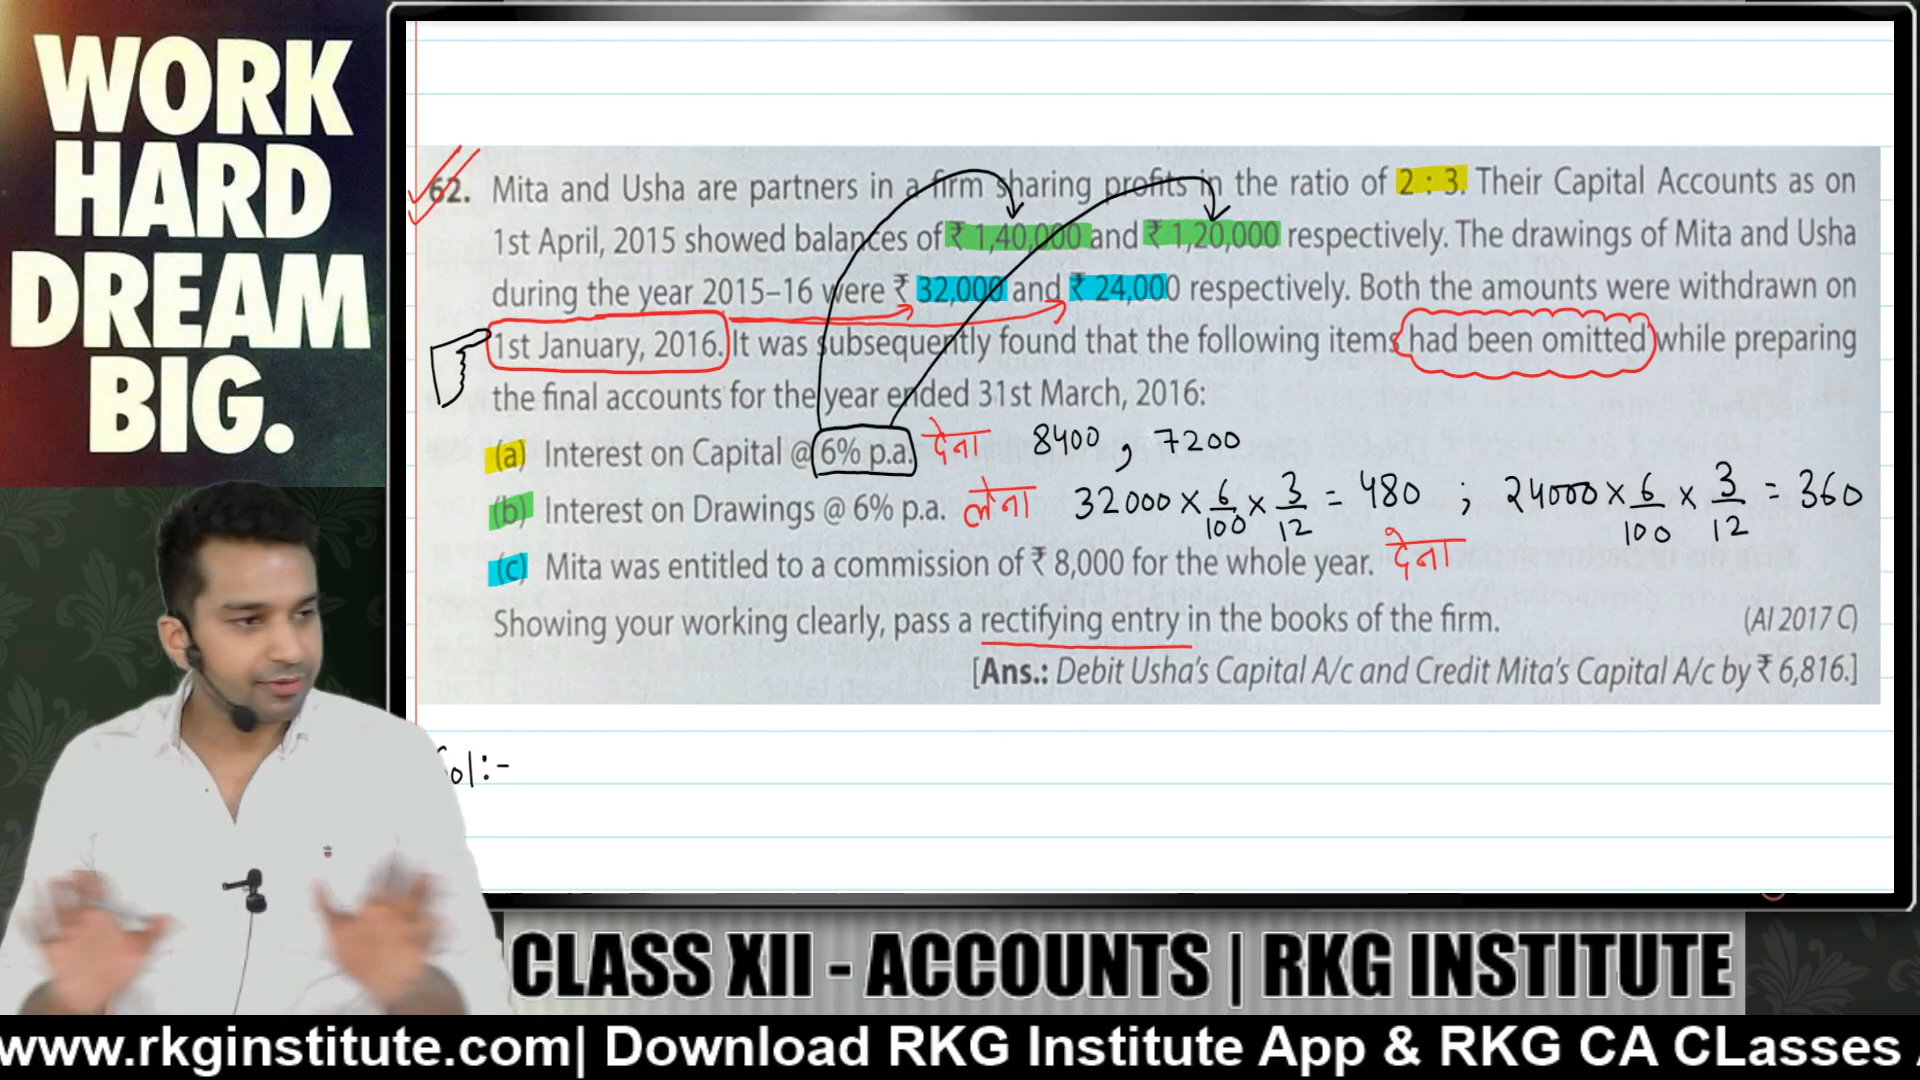 WORK
HARD
DREAM
BIG.
62. Mita and Usha are partners in a firm sharing profits in the ratio of 2 : 3. Their Capital Accounts as on
1st April, 2015 showed balances of ₹ 1,40,000 and ₹ 1,20,000 respectively. The drawings of Mita and Usha
during the year 2015–16 were ₹ 32,000 and ₹ 24,000 respectively. Both the amounts were withdrawn on
1st January, 2016. It was subsequently found that the following items had been omitted while preparing
the final accounts for the year ended 31st March, 2016:
(a) Interest on Capital @ 6% p.a. देना 8400 , 7200
(b) Interest on Drawings @ 6% p.a. लेना 32000 × 6/100 × 3/12 = 480 ; 24000 × 6/100 × 3/12 = 360
(c) Mita was entitled to a commission of ₹ 8,000 for the whole year. देना
Showing your working clearly, pass a rectifying entry in the books of the firm. (AI 2017 C)
[Ans.: Debit Usha's Capital A/c and Credit Mita's Capital A/c by ₹ 6,816.]
Sol:-
CLASS XII - ACCOUNTS | RKG INSTITUTE
www.rkginstitute.com| Download RKG Institute App & RKG CA CLasses